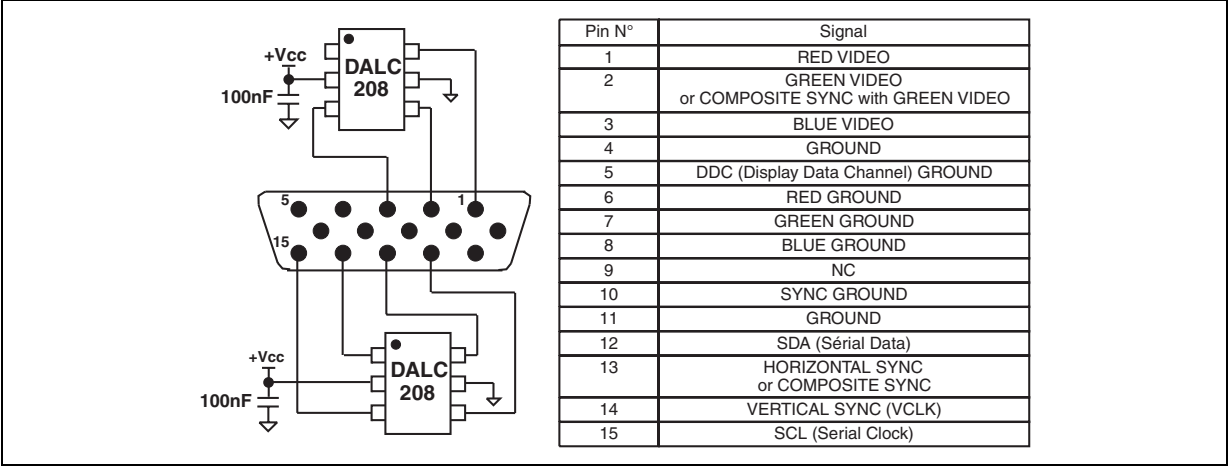 +Vcc
100nF
DALC
208
5
1
15
+Vcc
100nF
DALC
208
Pin N° Signal
1 RED VIDEO
2 GREEN VIDEO
or COMPOSITE SYNC with GREEN VIDEO
3 BLUE VIDEO
4 GROUND
5 DDC (Display Data Channel) GROUND
6 RED GROUND
7 GREEN GROUND
8 BLUE GROUND
9 NC
10 SYNC GROUND
11 GROUND
12 SDA (Sérial Data)
13 HORIZONTAL SYNC
or COMPOSITE SYNC
14 VERTICAL SYNC (VCLK)
15 SCL (Serial Clock)